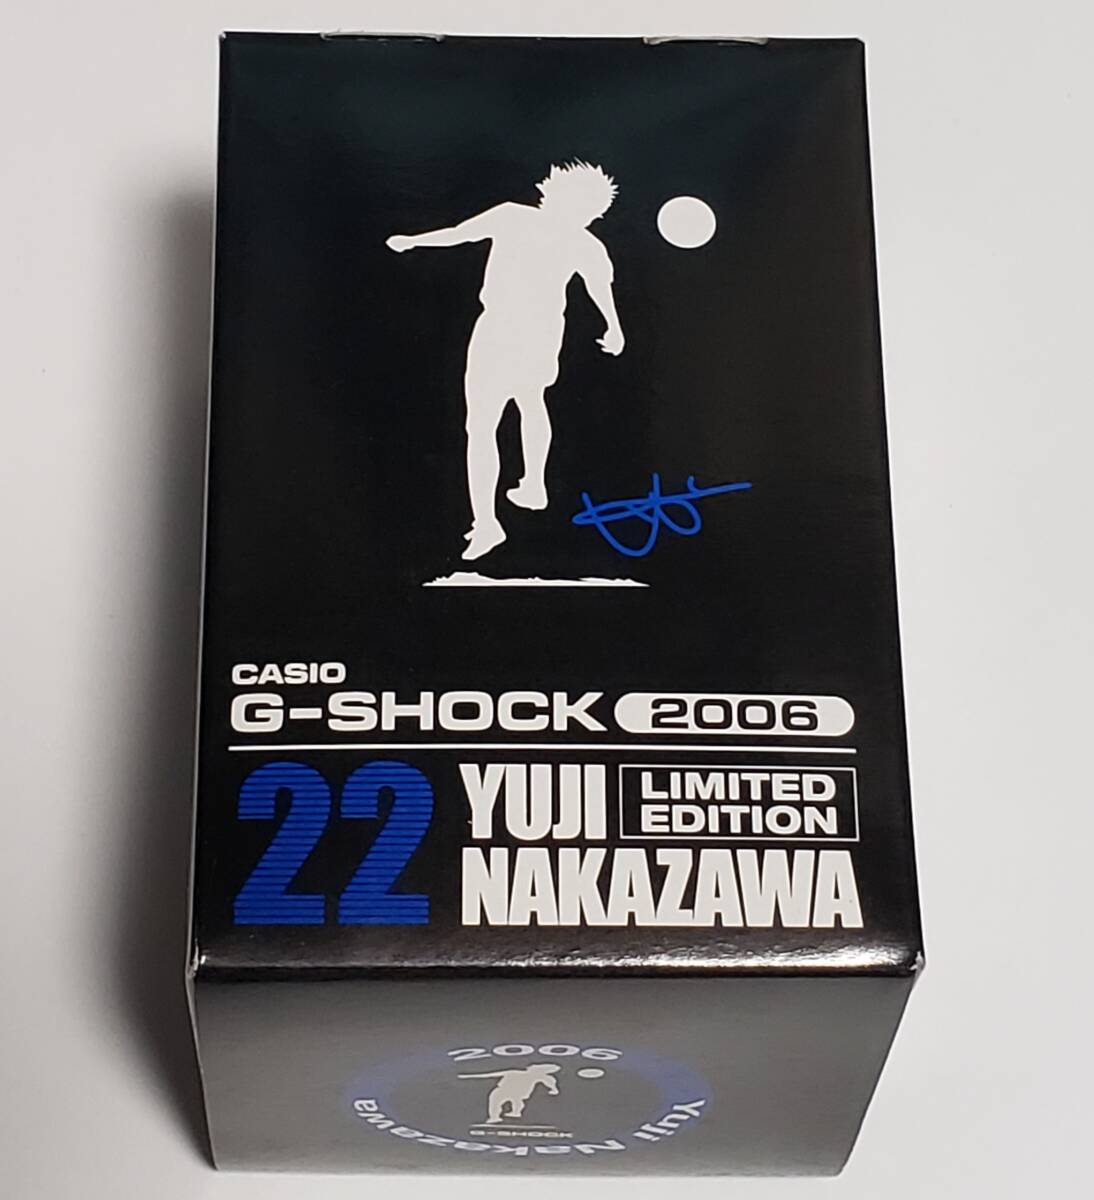 CASIO
G-SHOCK 2006
22 YUJI NAKAZAWA
LIMITED EDITION
2006
G-SHOCK
Yuji Nakazawa